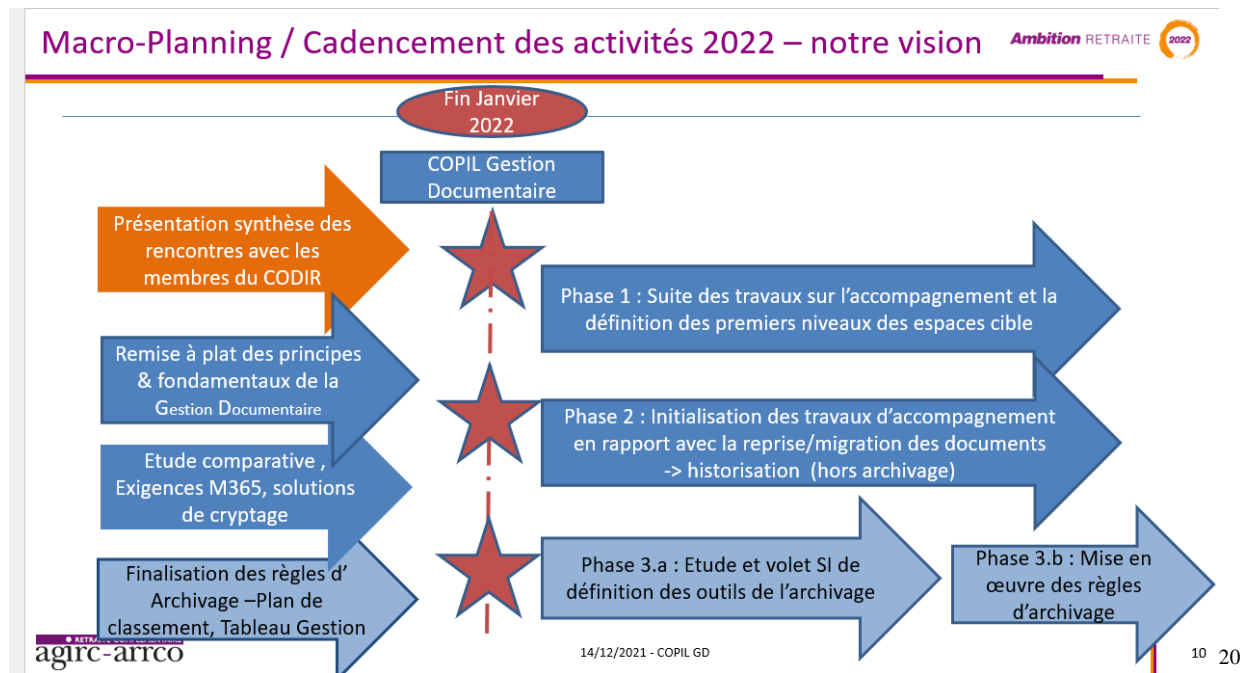 Macro-Planning / Cadencement des activités 2022 – notre vision
Ambition RETRAITE
2022
Fin Janvier
2022
COPIL Gestion
Documentaire
Présentation synthèse des
rencontres avec les
membres du CODIR
Phase 1 : Suite des travaux sur l’accompagnement et la
définition des premiers niveaux des espaces cible
Remise à plat des principes
& fondamentaux de la
Gestion Documentaire
Phase 2 : Initialisation des travaux d’accompagnement
en rapport avec la reprise/migration des documents
-> historisation (hors archivage)
Etude comparative ,
Exigences M365, solutions
de cryptage
Finalisation des règles d’
Archivage –Plan de
classement, Tableau Gestion
Phase 3.a : Etude et volet SI de
définition des outils de l’archivage
Phase 3.b : Mise en
œuvre des règles
d’archivage
RETRAITE COMPLEMENTAIRE
agirc-arrco
14/12/2021 - COPIL GD
10
20